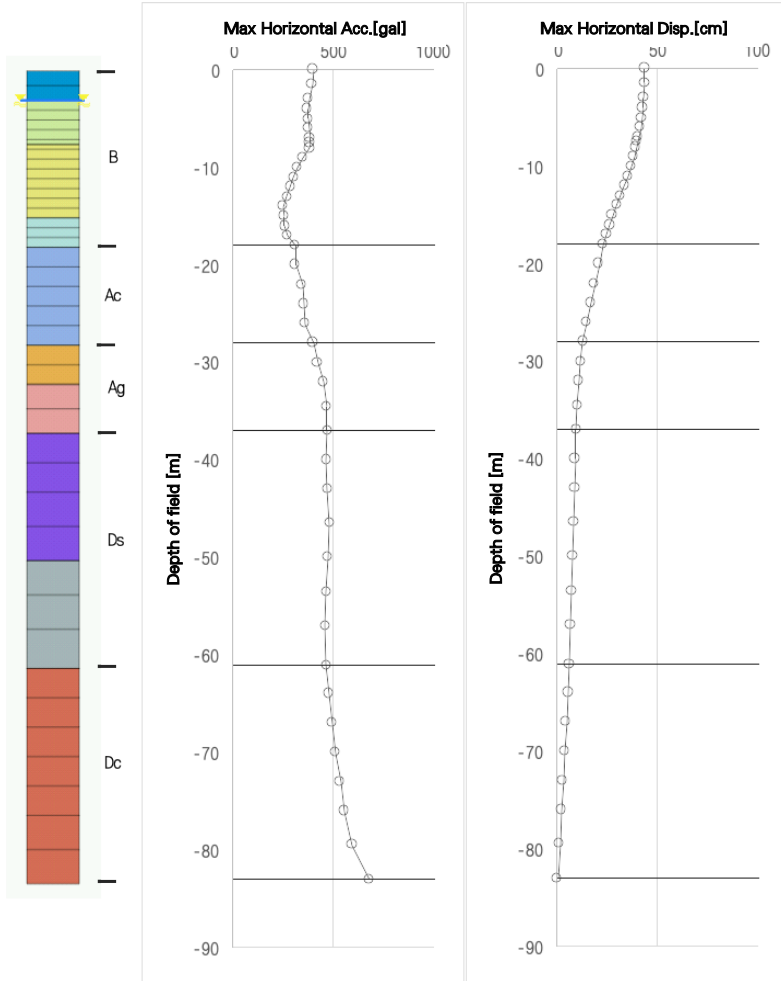 Max Horizontal Acc.[gal]
0 500 1000
0
-10
-20
-30
-40
-50
-60
-70
-80
-90
Depth of field [m]
Max Horizontal Disp.[cm]
0 50 100
0
-10
-20
-30
-40
-50
-60
-70
-80
-90
Depth of field [m]
B
Ac
Ag
Ds
Dc